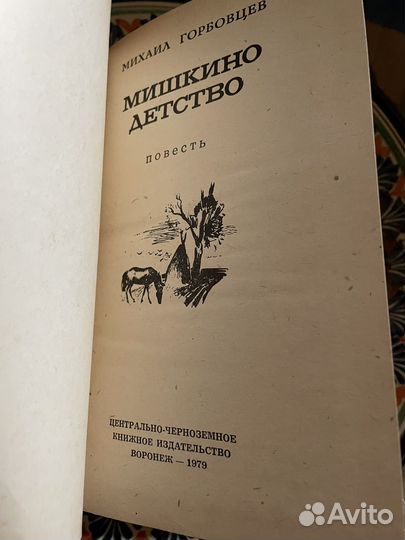 МИХАИЛ ГОРБОВЦЕВ
МИШКИНО
ДЕТСТВО
повесть
ЦЕНТРАЛЬНО-ЧЕРНОЗЕМНОЕ
КНИЖНОЕ ИЗДАТЕЛЬСТВО
ВОРОНЕЖ — 1979
Avito